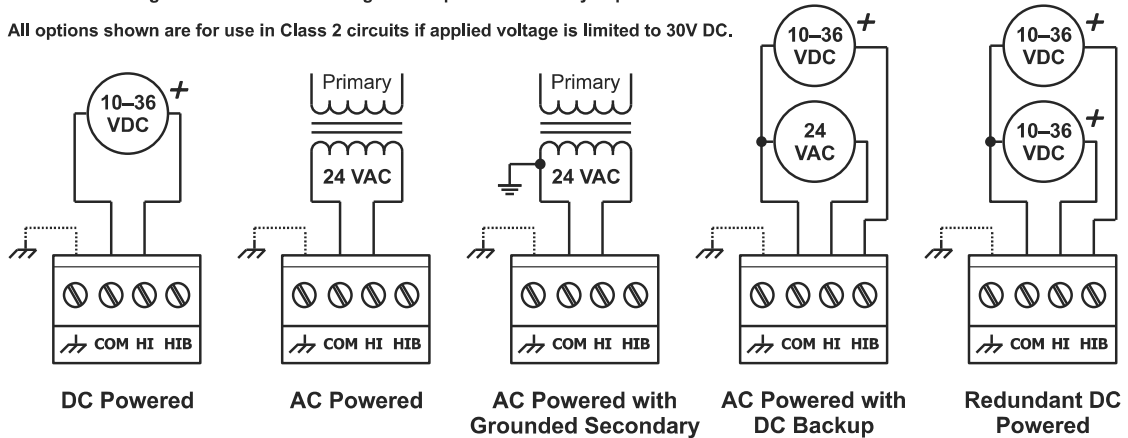 All options shown are for use in Class 2 circuits if applied voltage is limited to 30V DC.
10–36
VDC
+
COM HI HIB
DC Powered
Primary
24 VAC
COM HI HIB
AC Powered
Primary
24 VAC
COM HI HIB
AC Powered with
Grounded Secondary
10–36
VDC
+
24
VAC
COM HI HIB
AC Powered with
DC Backup
10–36
VDC
+
10–36
VDC
+
COM HI HIB
Redundant DC
Powered